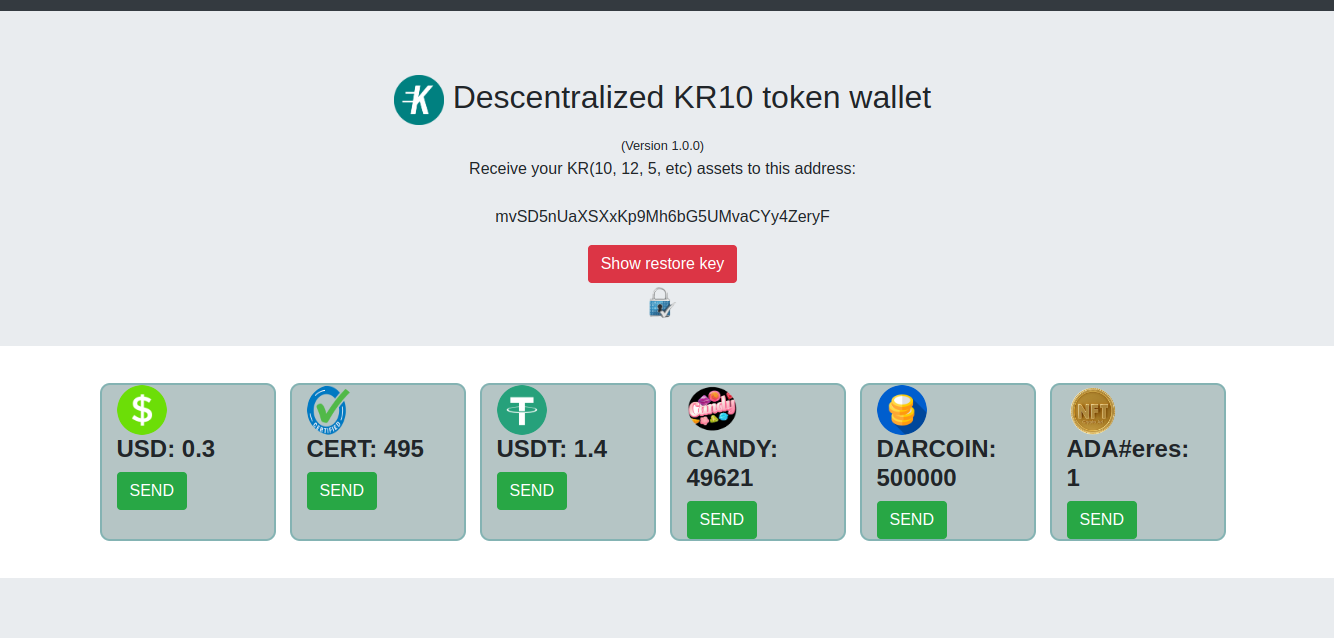 Descentralized KR10 token wallet
(Version 1.0.0)
Receive your KR(10, 12, 5, etc) assets to this address:
mvSD5nUaXSXxKp9Mh6bG5UMvaCYy4ZeryF
Show restore key
CERTIFIED
Candy
NFT
USD: 0.3
CERT: 495
USDT: 1.4
CANDY:
49621
DARCOIN:
500000
ADA#eres:
1
SEND
SEND
SEND
SEND
SEND
SEND